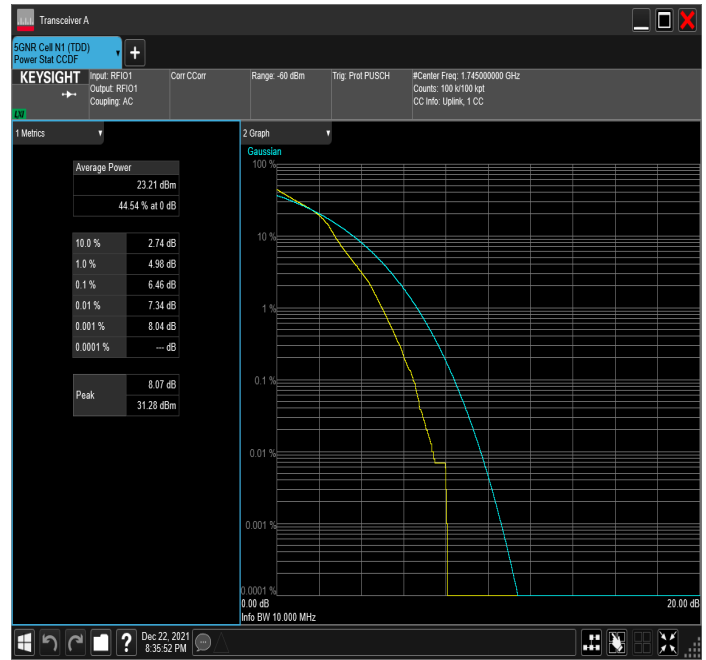 Transceiver A
5GNR Cell N1 (TDD)
Power Stat CCDF
KEYSIGHT
LXI
Input: RFIO1
Output: RFIO1
Coupling: AC
Corr CCorr
Range: -60 dBm
Trig: Prot PUSCH
#Center Freq: 1.745000000 GHz
Counts: 100 k/100 kpt
CC Info: Uplink, 1 CC
1 Metrics
Average Power
23.21 dBm
44.54 % at 0 dB
10.0 % 2.74 dB
1.0 % 4.98 dB
0.1 % 6.46 dB
0.01 % 7.34 dB
0.001 % 8.04 dB
0.0001 % --- dB
Peak
8.07 dB
31.28 dBm
2 Graph
Gaussian
100 %
10 %
1 %
0.1 %
0.01 %
0.001 %
0.0001 %
0.00 dB 20.00 dB
Info BW 10.000 MHz
?
Dec 22, 2021
8:35:52 PM